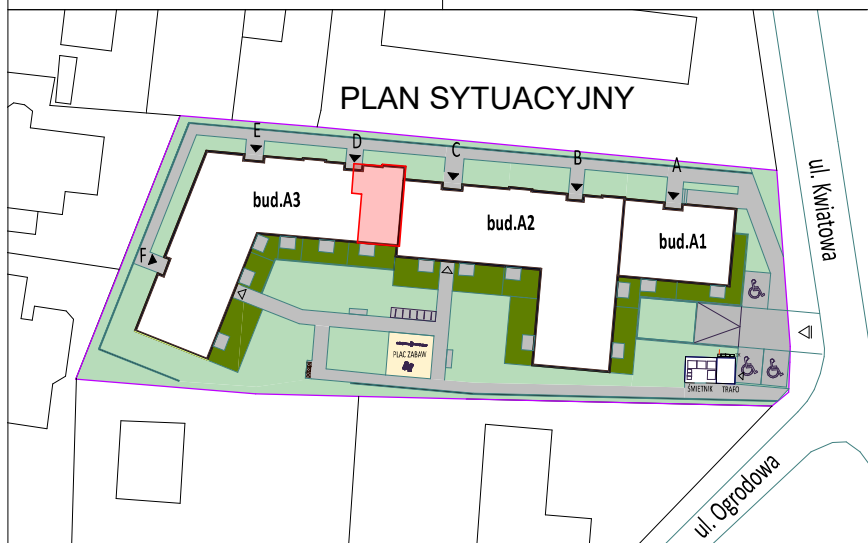 PLAN SYTUACYJNY
E
D
C
B
A
ul. Kwiatowa
bud.A3
bud.A2
bud.A1
F
PLAC ZABAW
ŚMIETNIK TRAFO
ul. Ogrodowa